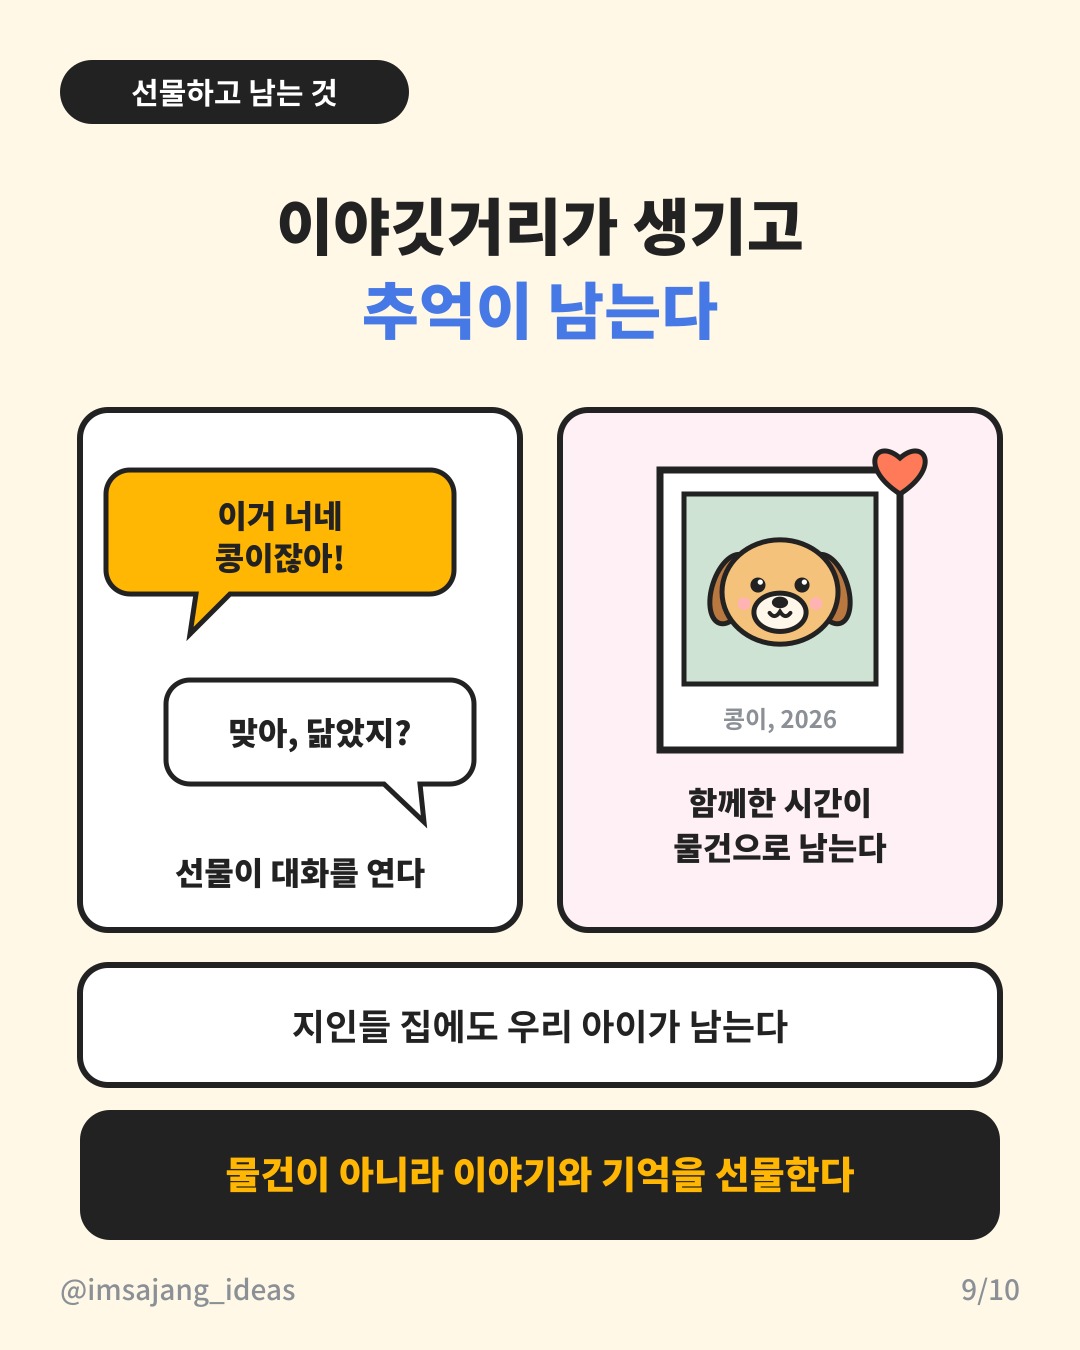 선물하고 남는 것
이야깃거리가 생기고
추억이 남는다
이거 너네
콩이잖아!
맞아, 닮았지?
선물이 대화를 연다
콩이, 2026
함께한 시간이
물건으로 남는다
지인들 집에도 우리 아이가 남는다
물건이 아니라 이야기와 기억을 선물한다
@imsajang_ideas
9/10